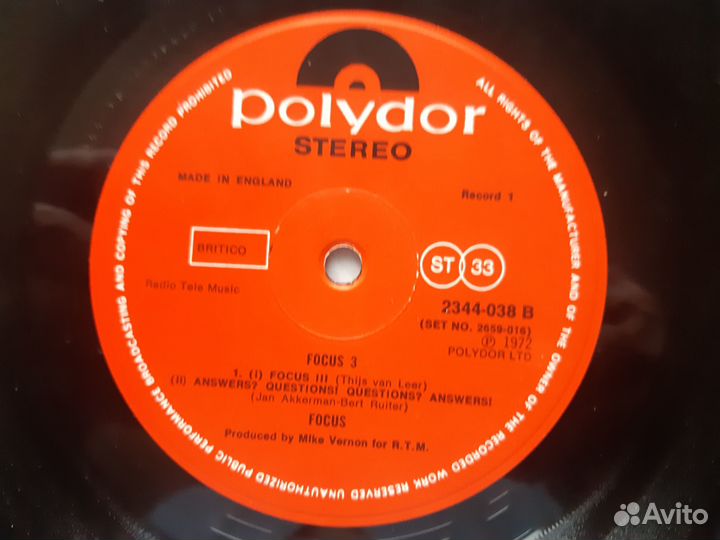 polydor
STEREO
MADE IN ENGLAND
Record 1
BRITICO
ST 33
Radio Tele Music
2344-038 B
(SET NO. 2659-016)
℗ 1972
POLYDOR LTD
FOCUS 3
1. (I) FOCUS III (Thijs van Leer)
(II) ANSWERS? QUESTIONS! QUESTIONS? ANSWERS!
(Jan Akkerman-Bert Ruiter)
FOCUS
Produced by Mike Vernon for R.T.M.
ALL RIGHTS OF THE MANUFACTURER AND OF THE OWNER OF THE RECORDED WORK RESERVED UNAUTHORIZED PUBLIC PERFORMANCE BROADCASTING AND COPYING OF THIS RECORD PROHIBITED
Avito